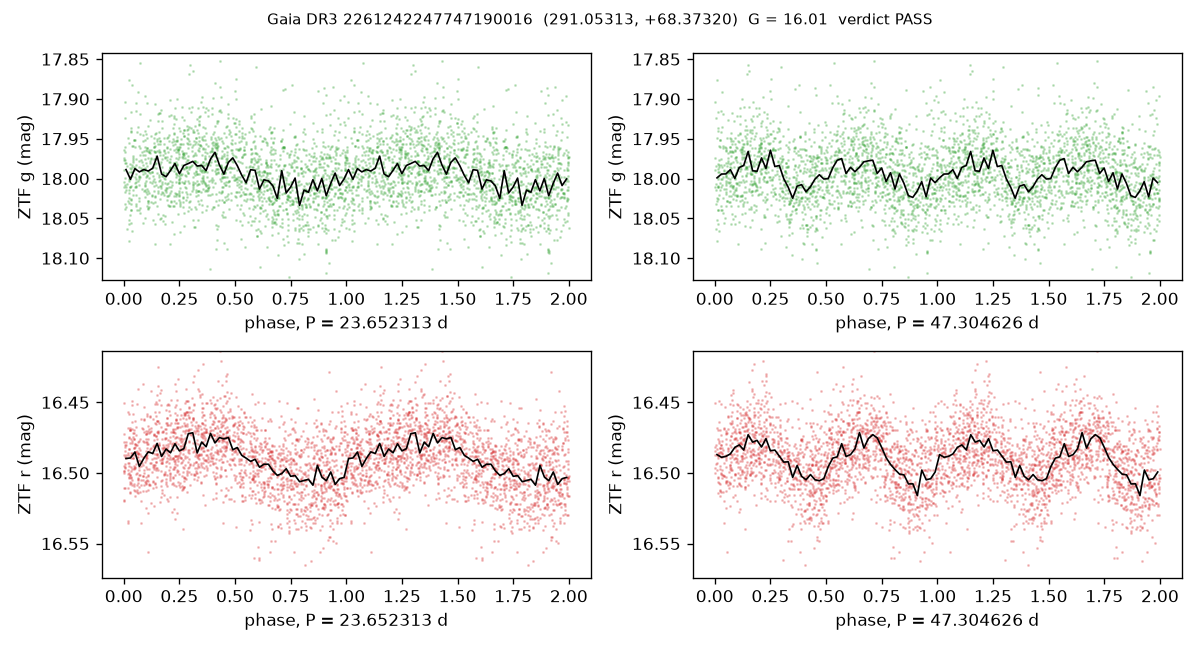 Gaia DR3 2261242247747190016  (291.05313, +68.37320)  G = 16.01  verdict PASS
ZTF g (mag)
17.85
17.90
17.95
18.00
18.05
18.10
0.00 0.25 0.50 0.75 1.00 1.25 1.50 1.75 2.00
phase, P = 23.652313 d
ZTF g (mag)
17.85
17.90
17.95
18.00
18.05
18.10
0.00 0.25 0.50 0.75 1.00 1.25 1.50 1.75 2.00
phase, P = 47.304626 d
ZTF r (mag)
16.45
16.50
16.55
0.00 0.25 0.50 0.75 1.00 1.25 1.50 1.75 2.00
phase, P = 23.652313 d
ZTF r (mag)
16.45
16.50
16.55
0.00 0.25 0.50 0.75 1.00 1.25 1.50 1.75 2.00
phase, P = 47.304626 d